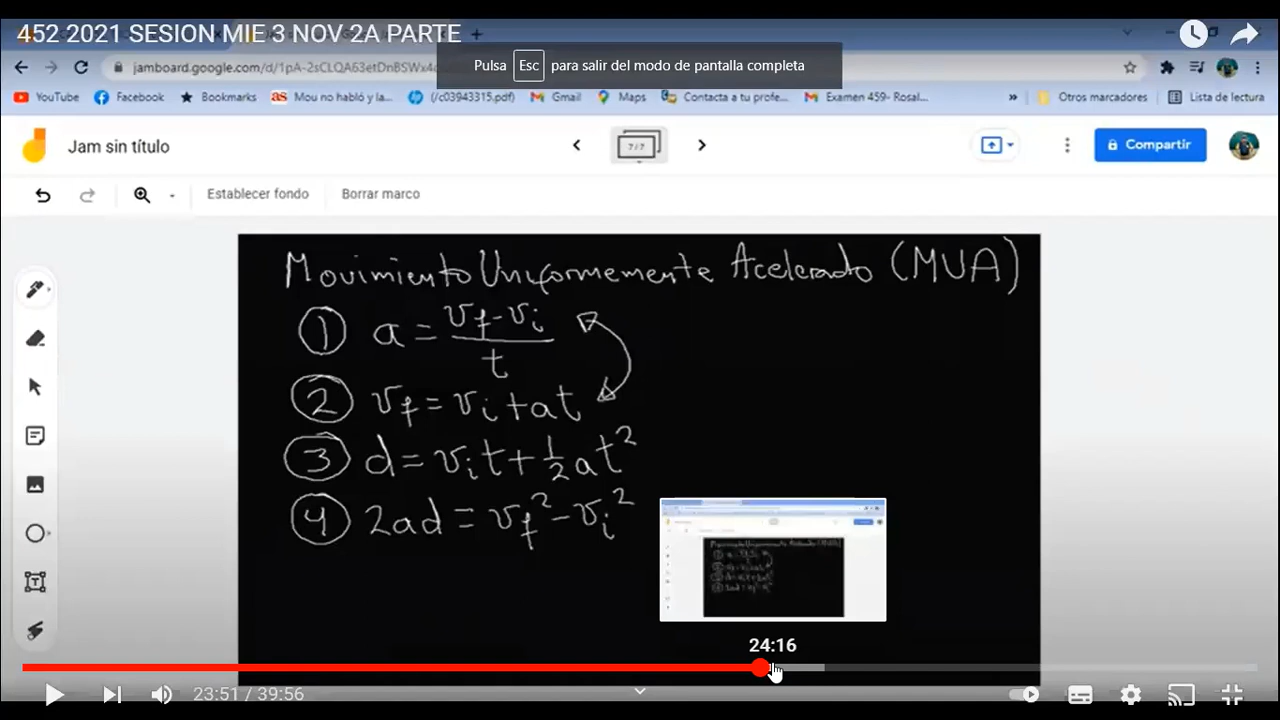 452 2021 SESION MIE 3 NOV 2A PARTE
Pulsa Esc para salir del modo de pantalla completa
jamboard.google.com/d/1pA-2sCLQA63etDnBSWx4
YouTube Facebook Bookmarks Mou no habló y la... (/c03943315.pdf) Gmail Maps Contacta a tu profe... Examen 459- Rosal... » Otros marcadores Lista de lectura
Jam sin título
7/7
Compartir
Establecer fondo Borrar marco
Movimiento Uniformemente Acelerado (MUA)
① a = (vf - vi)/t
② vf = vi + at
③ d = vit + ½at²
④ 2ad = vf² - vi²
24:16
23:51 / 39:56